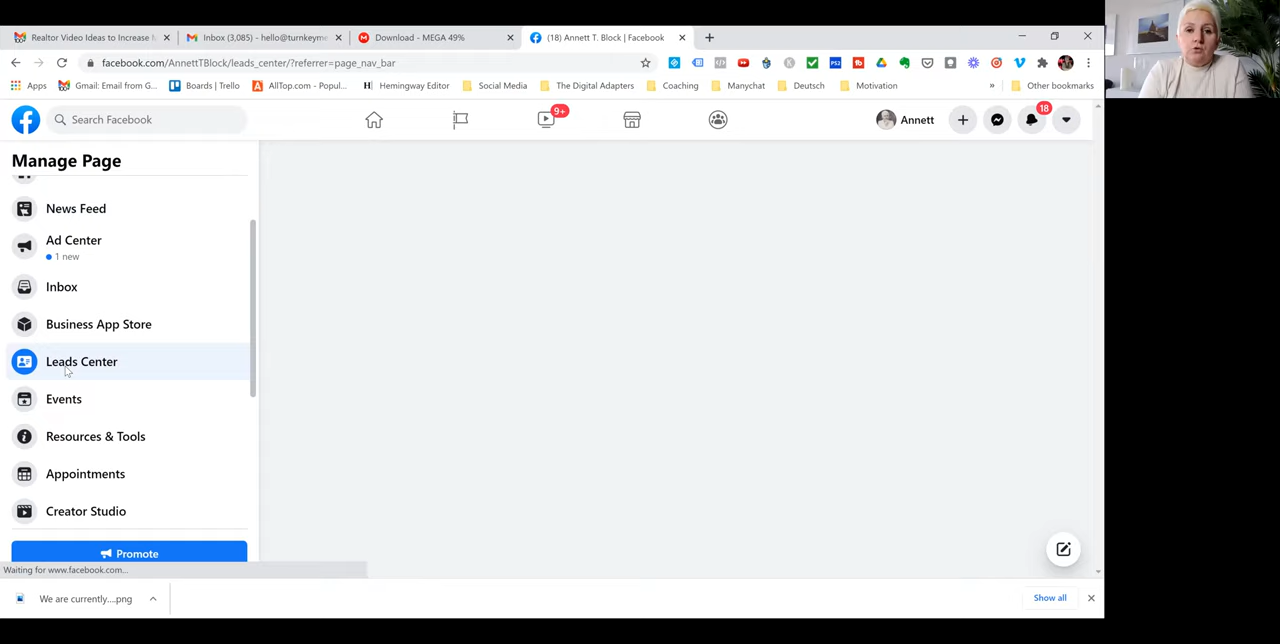 Realtor Video Ideas to Increase
Inbox (3,085) - hello@turnkeyme
Download - MEGA 49%
(18) Annett T. Block | Facebook
facebook.com/AnnettTBlock/leads_center/?referrer=page_nav_bar
Apps
Gmail: Email from G...
Boards | Trello
AllTop.com - Popul...
Hemingway Editor
Social Media
The Digital Adapters
Coaching
Manychat
Deutsch
Motivation
»
Other bookmarks
Search Facebook
9+
Annett
18
Manage Page
News Feed
Ad Center
1 new
Inbox
Business App Store
Leads Center
Events
Resources & Tools
Appointments
Creator Studio
Promote
Waiting for www.facebook.com...
We are currently....png
Show all